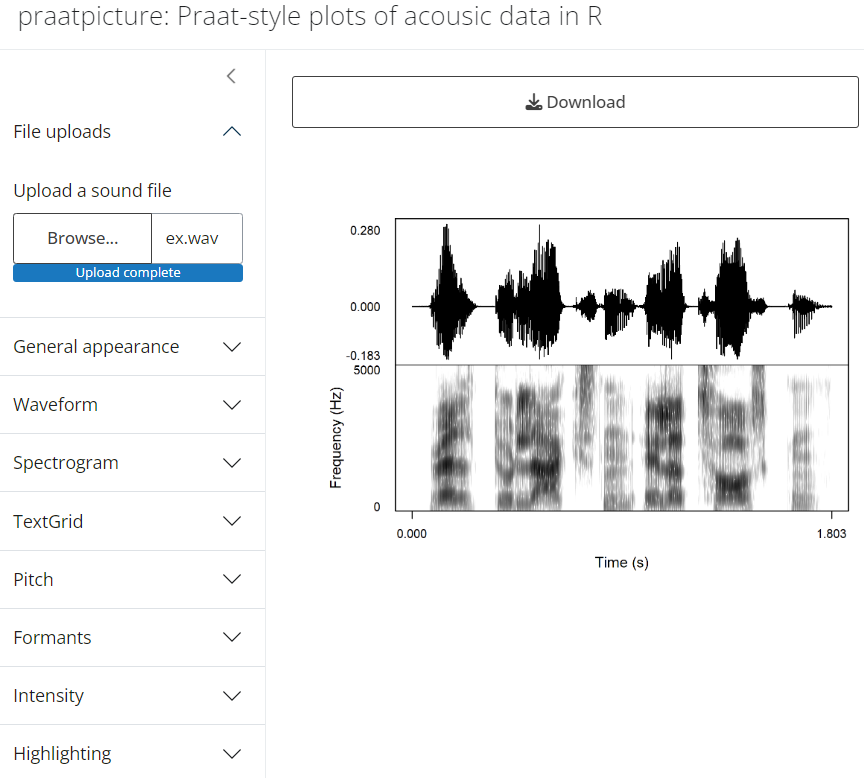 praatpicture: Praat-style plots of acousic data in R
File uploads
Upload a sound file
Browse... ex.wav
Upload complete
General appearance
Waveform
Spectrogram
TextGrid
Pitch
Formants
Intensity
Highlighting
Download
0.280
0.000
-0.183
5000
Frequency (Hz)
0
0.000 1.803
Time (s)